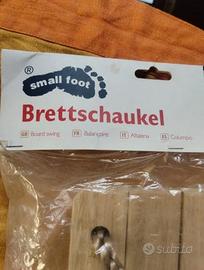 ®
small foot
Brettschaukel
GB Board swing FR Balançoire IT Altalena ES Columpio
subito